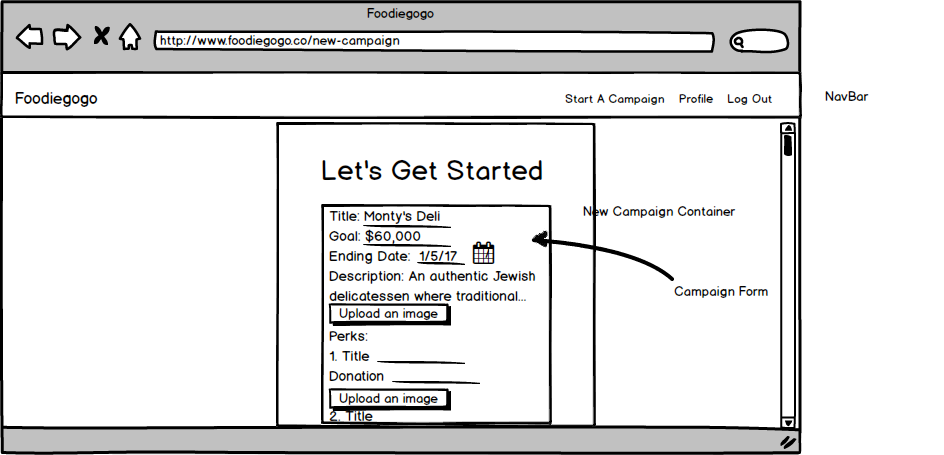 Foodiegogo
http://www.foodiegogo.co/new-campaign
Foodiegogo
Start A Campaign Profile Log Out
NavBar
Let's Get Started
New Campaign Container
Title: Monty's Deli
Goal: $60,000
Ending Date: 1/5/17
Description: An authentic Jewish
delicatessen where traditional...
Campaign Form
Upload an image
Perks:
1. Title
Donation
Upload an image
2. Title